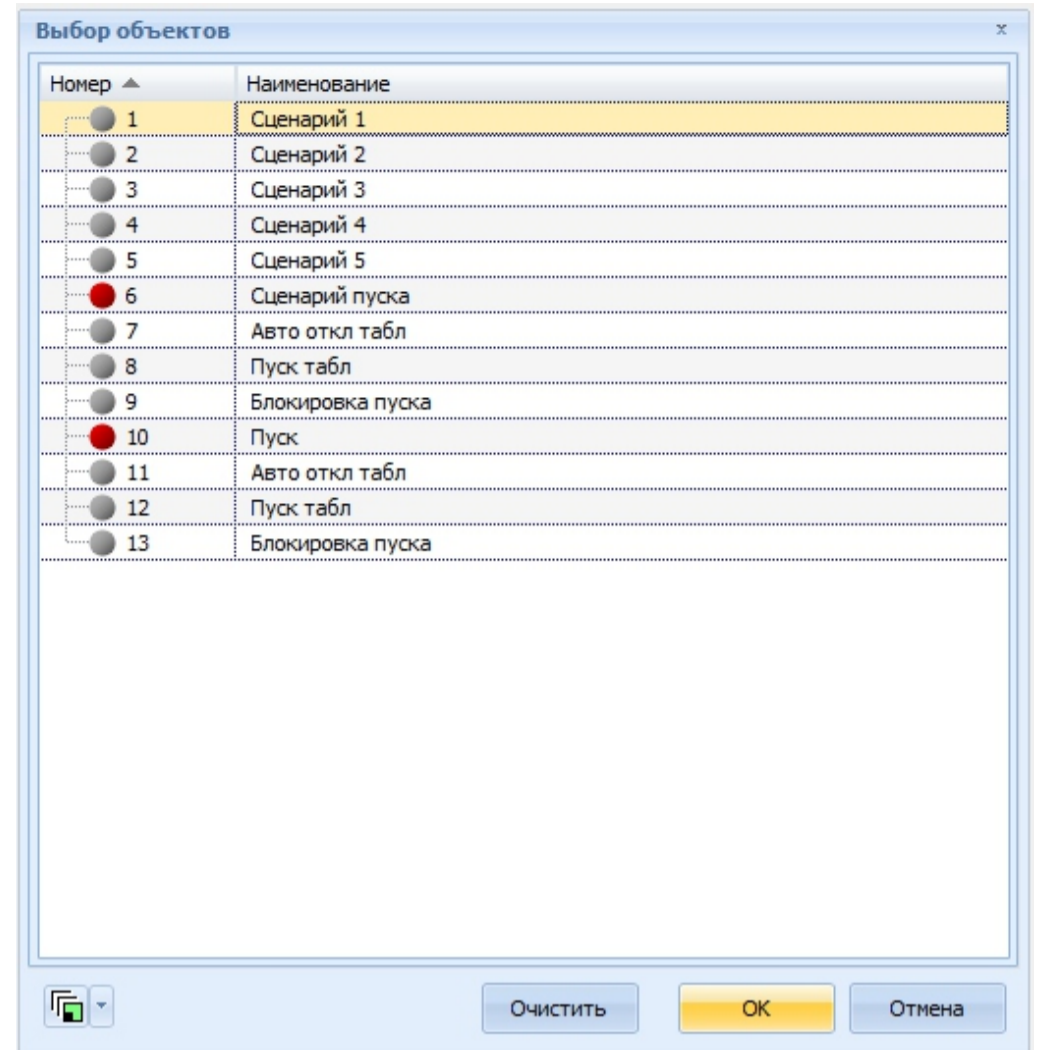 Выбор объектов x
Номер Наименование
1 Сценарий 1
2 Сценарий 2
3 Сценарий 3
4 Сценарий 4
5 Сценарий 5
6 Сценарий пуска
7 Авто откл табл
8 Пуск табл
9 Блокировка пуска
10 Пуск
11 Авто откл табл
12 Пуск табл
13 Блокировка пуска
Очистить ОК Отмена